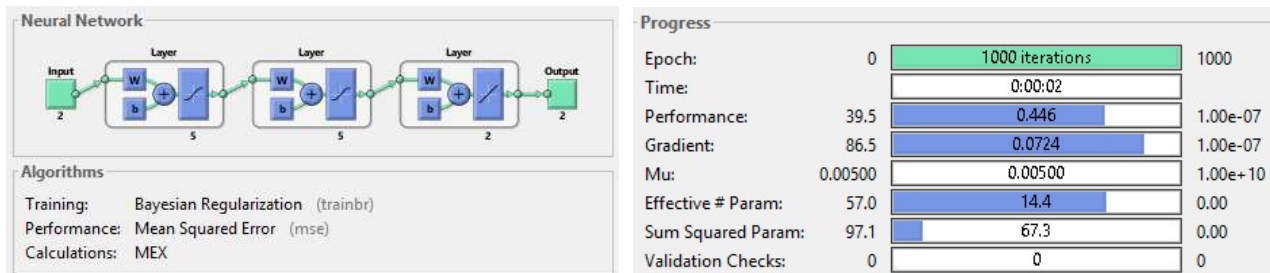 Neural Network
Layer Layer Layer
Input Output
W W W
b b b
2 5 5 2 2
Algorithms
Training: Bayesian Regularization (trainbr)
Performance: Mean Squared Error (mse)
Calculations: MEX
Progress
Epoch: 0 1000 iterations 1000
Time: 0:00:02
Performance: 39.5 0.446 1.00e-07
Gradient: 86.5 0.0724 1.00e-07
Mu: 0.00500 0.00500 1.00e+10
Effective # Param: 57.0 14.4 0.00
Sum Squared Param: 97.1 67.3 0.00
Validation Checks: 0 0 0